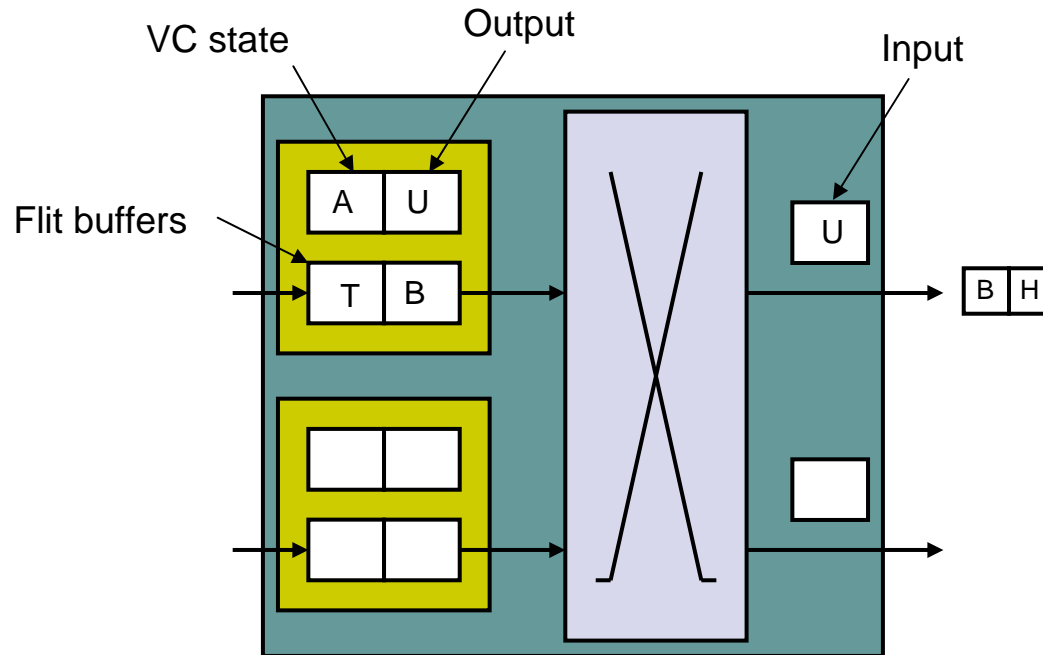 VC state
Output
Input
A U
Flit buffers
U
T B
B H